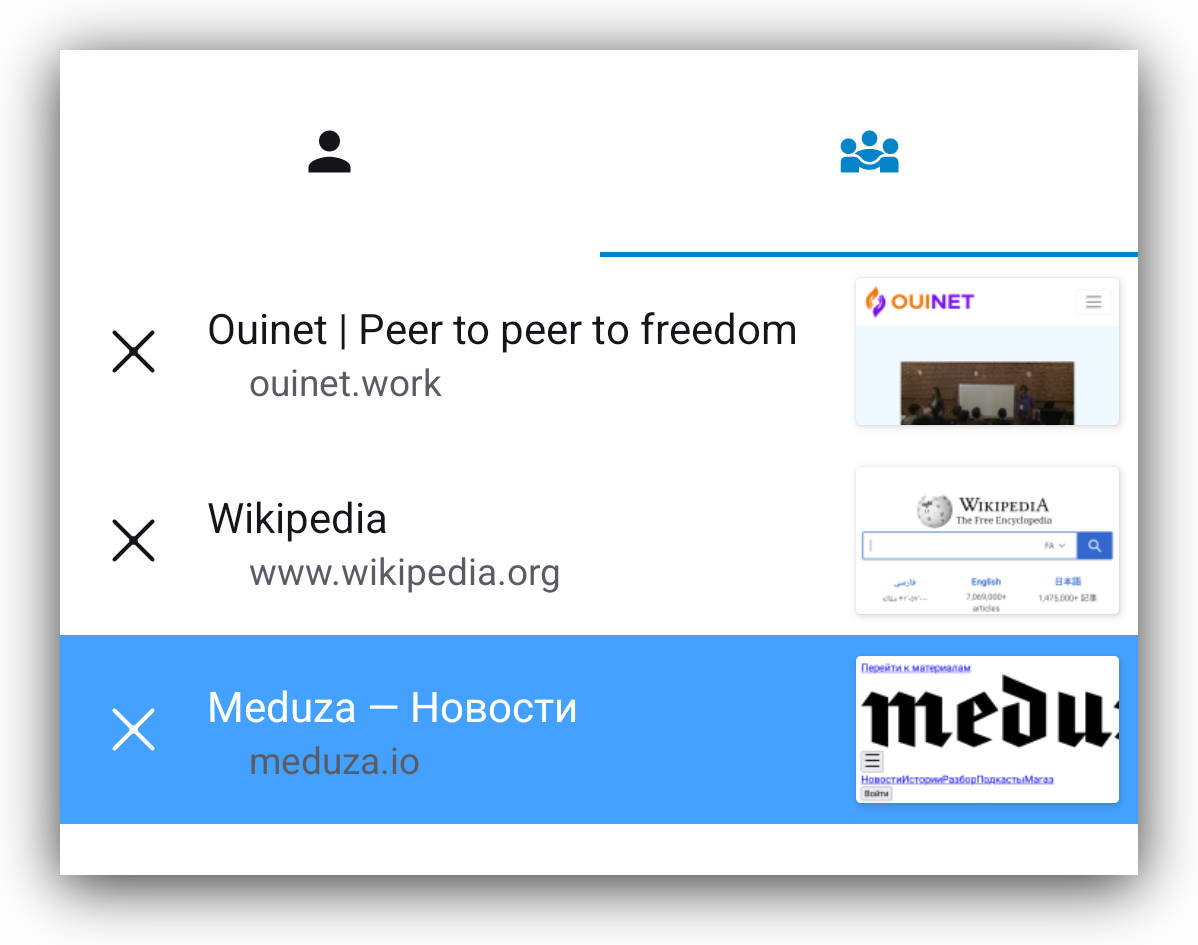 Ouinet | Peer to peer to freedom
ouinet.work
OUINET
Wikipedia
www.wikipedia.org
WIKIPEDIA
The Free Encyclopedia
FA
فارسی
English
日本語
7,069,000+
1,475,000+ 記事
articles
Meduza — Новости
meduza.io
Перейти к материалам
meduz
НовостиИсторииРазборПодкастыМагаз
Войти